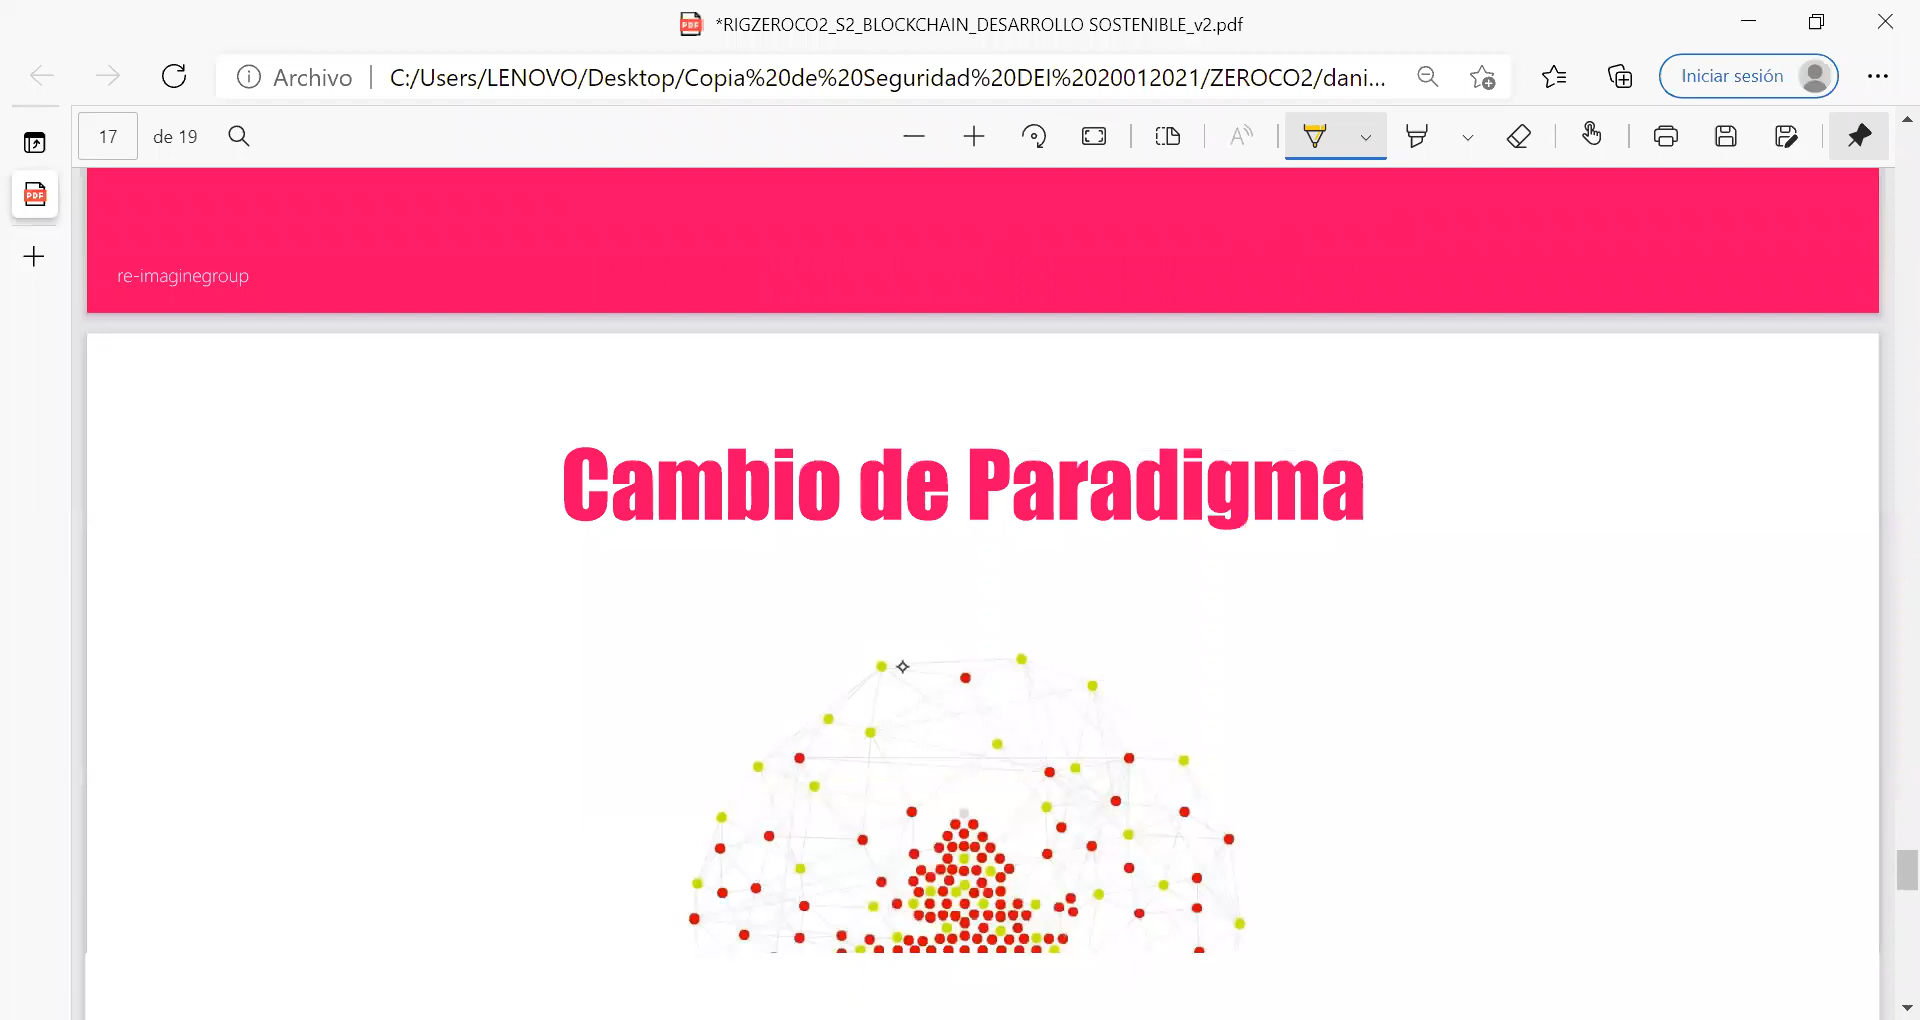 *RIGZEROCO2_S2_BLOCKCHAIN_DESARROLLO SOSTENIBLE_v2.pdf
Archivo | C:/Users/LENOVO/Desktop/Copia%20de%20Seguridad%20DEI%2020012021/ZEROCO2/dani...
Iniciar sesión
17 de 19
re-imaginegroup
Cambio de Paradigma